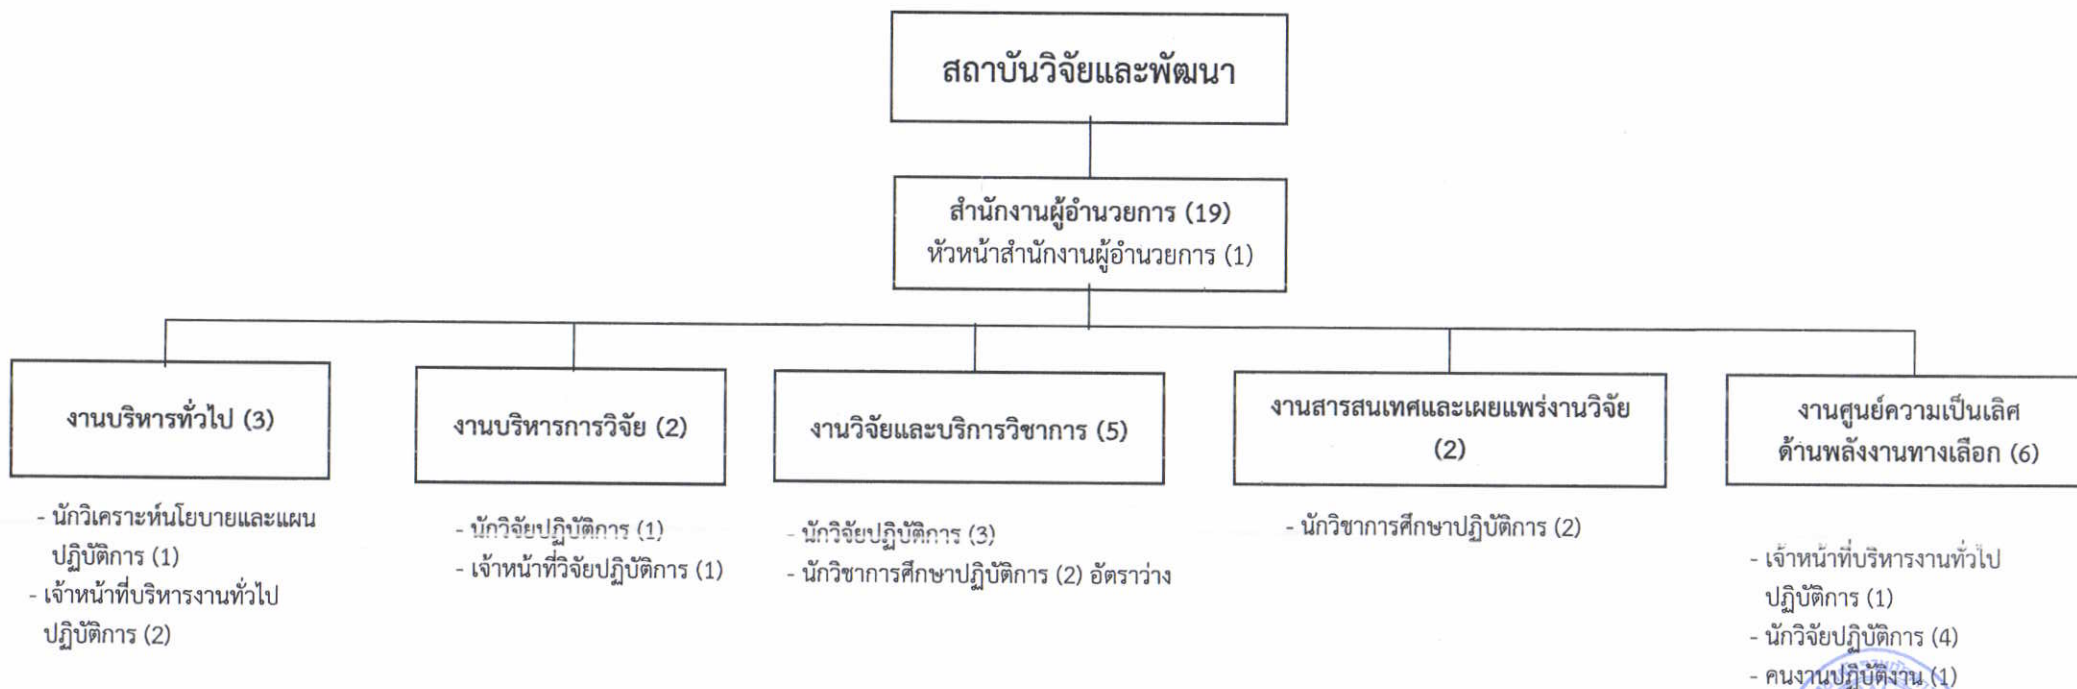 สถาบันวิจัยและพัฒนา
สำนักงานผู้อำนวยการ (19)
หัวหน้าสำนักงานผู้อำนวยการ (1)
งานบริหารทั่วไป (3)
- นักวิเคราะห์นโยบายและแผน
ปฏิบัติการ (1)
- เจ้าหน้าที่บริหารงานทั่วไป
ปฏิบัติการ (2)
งานบริหารการวิจัย (2)
- นักวิจัยปฏิบัติการ (1)
- เจ้าหน้าที่วิจัยปฏิบัติการ (1)
งานวิจัยและบริการวิชาการ (5)
- นักวิจัยปฏิบัติการ (3)
- นักวิชาการศึกษาปฏิบัติการ (2) อัตราว่าง
งานสารสนเทศและเผยแพร่งานวิจัย
(2)
- นักวิชาการศึกษาปฏิบัติการ (2)
งานศูนย์ความเป็นเลิศ
ด้านพลังงานทางเลือก (6)
- เจ้าหน้าที่บริหารงานทั่วไป
ปฏิบัติการ (1)
- นักวิจัยปฏิบัติการ (4)
- คนงานปฏิบัติงาน (1)